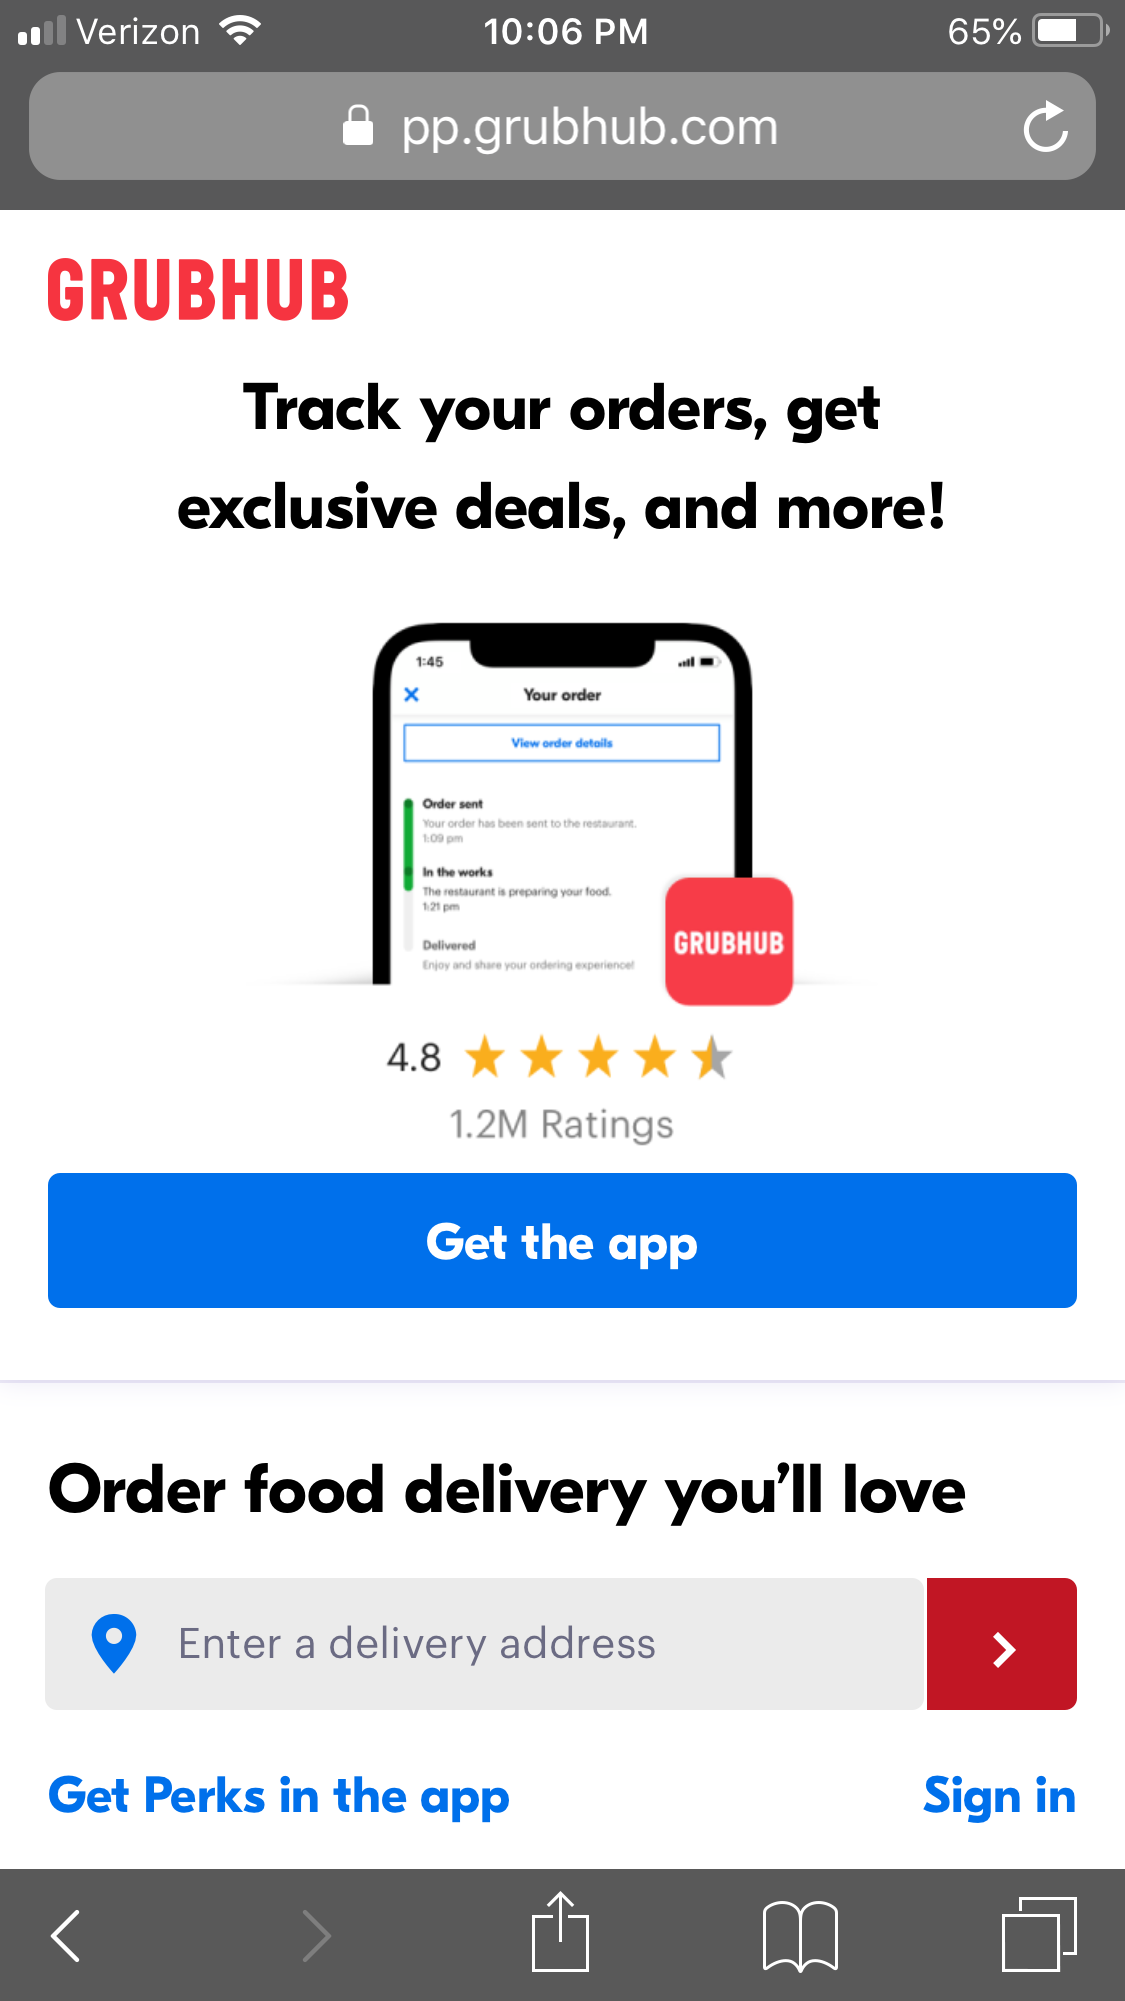 Verizon 10:06 PM 65%
pp.grubhub.com
GRUBHUB
Track your orders, get
exclusive deals, and more!
1:45
Your order
View order details
Order sent
Your order has been sent to the restaurant.
1:09 pm
In the works
The restaurant is preparing your food.
1:21 pm
Delivered
Enjoy and share your ordering experience!
GRUBHUB
4.8
1.2M Ratings
Get the app
Order food delivery you’ll love
Enter a delivery address
Get Perks in the app Sign in